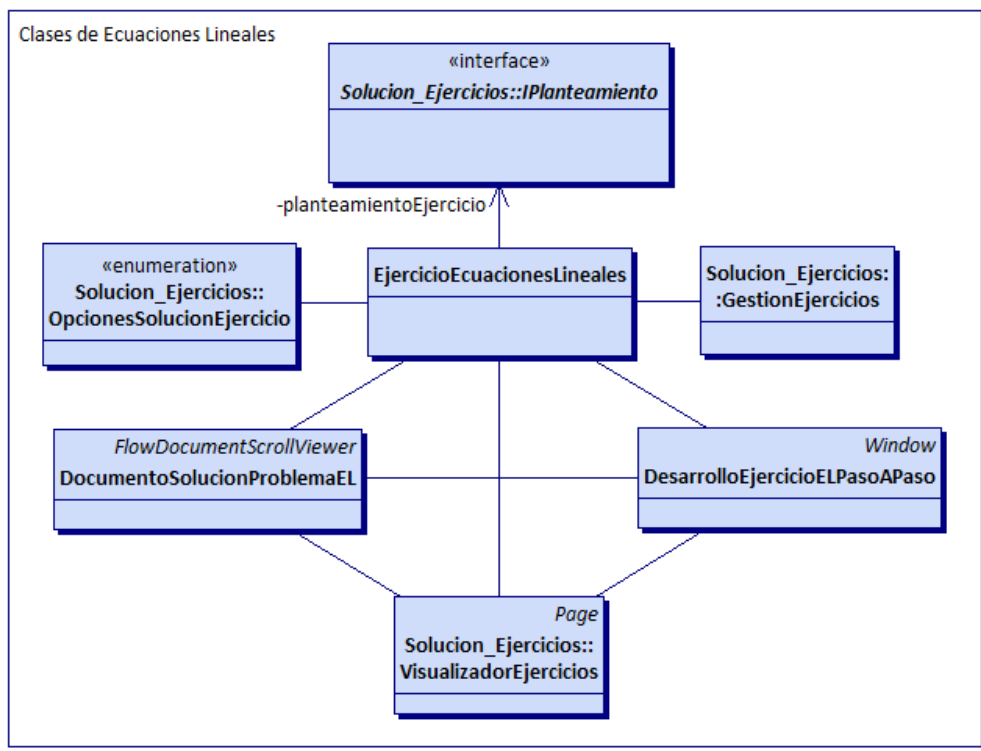 Clases de Ecuaciones Lineales
«interface»
Solucion_Ejercicios::IPlanteamiento
-planteamientoEjercicio
«enumeration»
Solucion_Ejercicios::
OpcionesSolucionEjercicio
EjercicioEcuacionesLineales
Solucion_Ejercicios:
:GestionEjercicios
FlowDocumentScrollViewer
DocumentoSolucionProblemaEL
Window
DesarrolloEjercicioELPasoAPaso
Page
Solucion_Ejercicios::
VisualizadorEjercicios